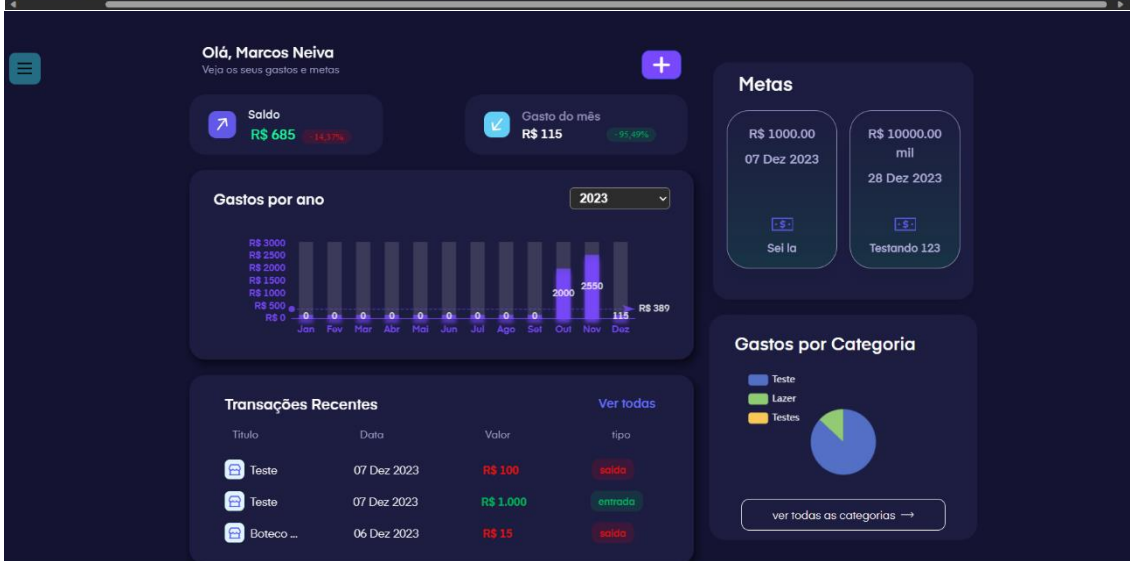 Olá, Marcos Neiva
Veja os seus gastos e metas
Saldo
R$ 685 -14,37%
Gasto do mês
R$ 115 -95,49%
Gastos por ano
2023
R$ 3000
R$ 2500
R$ 2000
R$ 1500
R$ 1000
R$ 500
R$ 0
0 0 0 0 0 0 0 0 0 2000 2550 115
R$ 389
Jan Fev Mar Abr Mai Jun Jul Ago Set Out Nov Dez
Transações Recentes Ver todas
Titulo Data Valor tipo
Teste 07 Dez 2023 R$ 100 saida
Teste 07 Dez 2023 R$ 1.000 entrada
Boteco ... 06 Dez 2023 R$ 15 saida
Metas
R$ 1000.00
07 Dez 2023
-$-
Sei la
R$ 10000.00
mil
28 Dez 2023
-$-
Testando 123
Gastos por Categoria
Teste
Lazer
Testes
ver todas as categorias →